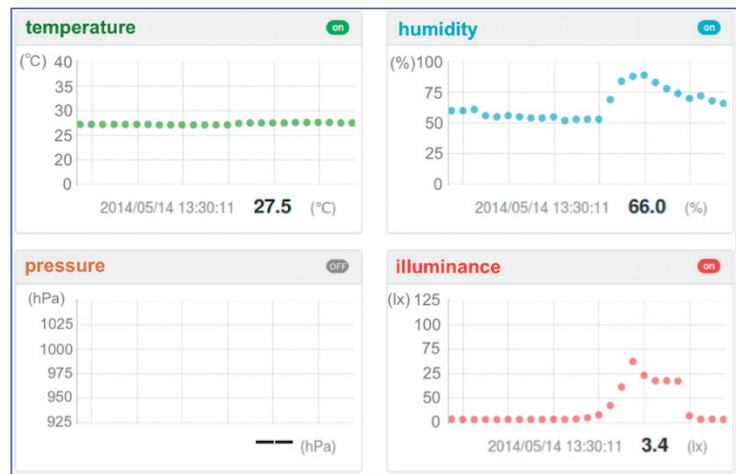 temperature on
(℃) 40
35
30
25
20
0
2014/05/14 13:30:11 27.5 (℃)
humidity on
(%) 100
75
50
25
0
2014/05/14 13:30:11 66.0 (%)
pressure OFF
(hPa)
1025
1000
975
950
925
—— (hPa)
illuminance on
(lx) 125
100
75
25
50
0
2014/05/14 13:30:11 3.4 (lx)